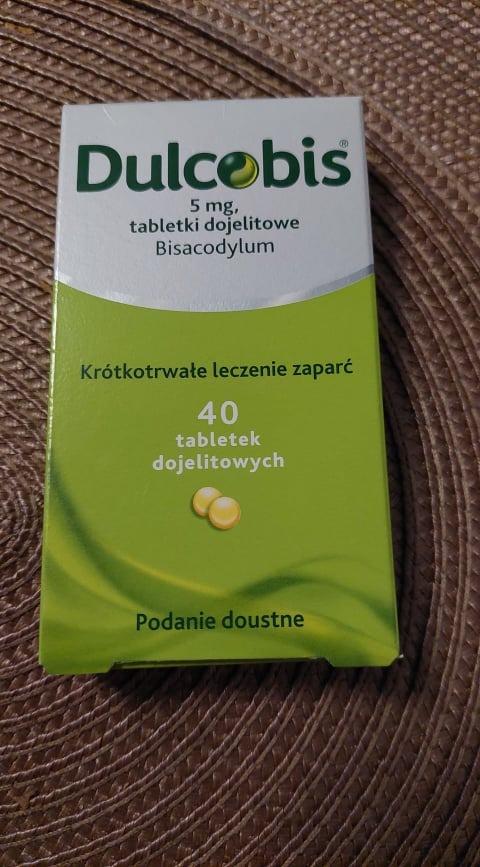 Dulcobis®
5 mg,
tabletki dojelitowe
Bisacodylum
Krótkotrwałe leczenie zaparć
40
tabletek
dojelitowych
Podanie doustne